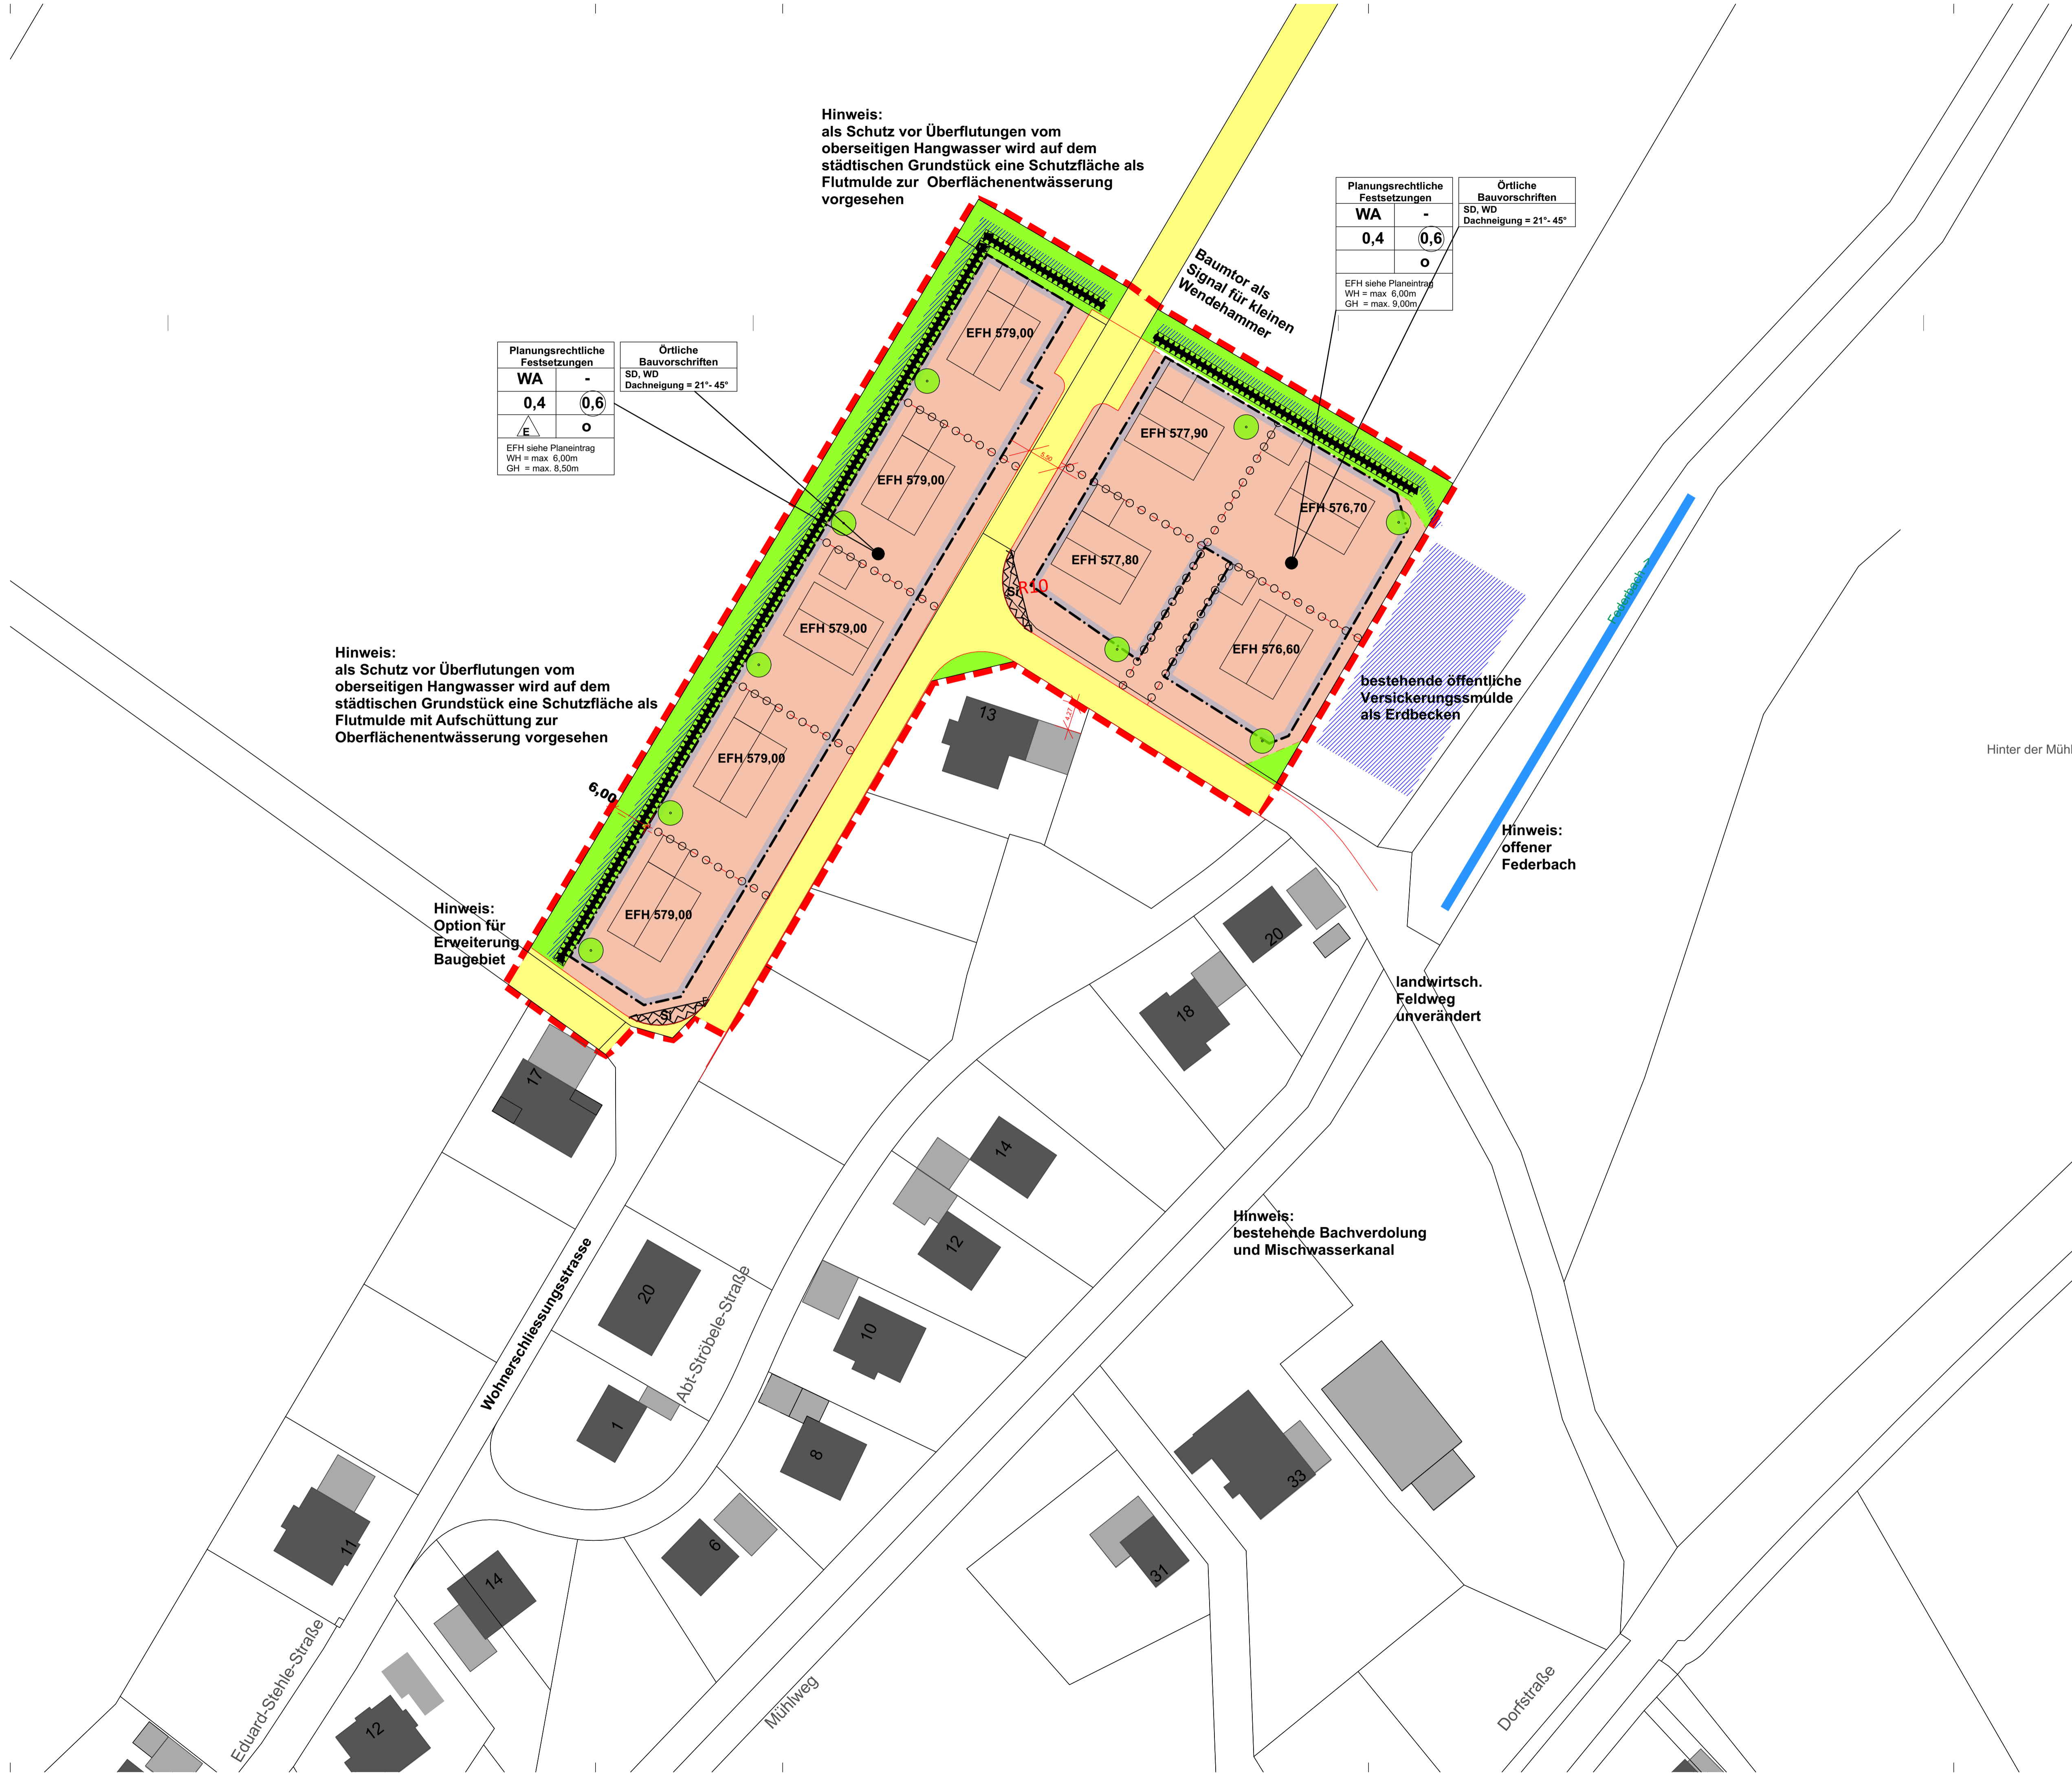 Hinweis:
als Schutz vor Überflutungen vom
oberseitigen Hangwasser wird auf dem
städtischen Grundstück eine Schutzfläche als
Flutmulde zur Oberflächenentwässerung
vorgesehen
Planungsrechtliche
Festsetzungen
WA -
0,4 0,6
o
EFH siehe Planeintrag
WH = max 6,00m
GH = max. 9,00m
Örtliche
Bauvorschriften
SD, WD
Dachneigung = 21°- 45°
Baumtor als
Signal für kleinen
Wendehammer
Planungsrechtliche
Festsetzungen
WA -
0,4 0,6
E o
EFH siehe Planeintrag
WH = max 6,00m
GH = max. 8,50m
Örtliche
Bauvorschriften
SD, WD
Dachneigung = 21°- 45°
EFH 579,00
EFH 577,90
EFH 579,00
5,50
EFH 576,70
EFH 577,80
Si
R10
EFH 579,00
EFH 576,60
Federbach ->
Hinweis:
als Schutz vor Überflutungen vom
oberseitigen Hangwasser wird auf dem
städtischen Grundstück eine Schutzfläche als
Flutmulde mit Aufschüttung zur
Oberflächenentwässerung vorgesehen
bestehende öffentliche
Versickerungssmulde
als Erdbecken
13
4,27
EFH 579,00
Hinter der Mühl
6,00
Hinweis:
offener
Federbach
EFH 579,00
Hinweis:
Option für
Erweiterung
Baugebiet
20
landwirtsch.
Feldweg
unverändert
Si
18
17
14
12
Hinweis:
bestehende Bachverdolung
und Mischwasserkanal
Wohnerschliessungsstrasse
20
Abt-Ströbele-Straße
10
1
8
33
11
6
31
14
Eduard-Stehle-Straße
12
Mühlweg
Dorfstraße